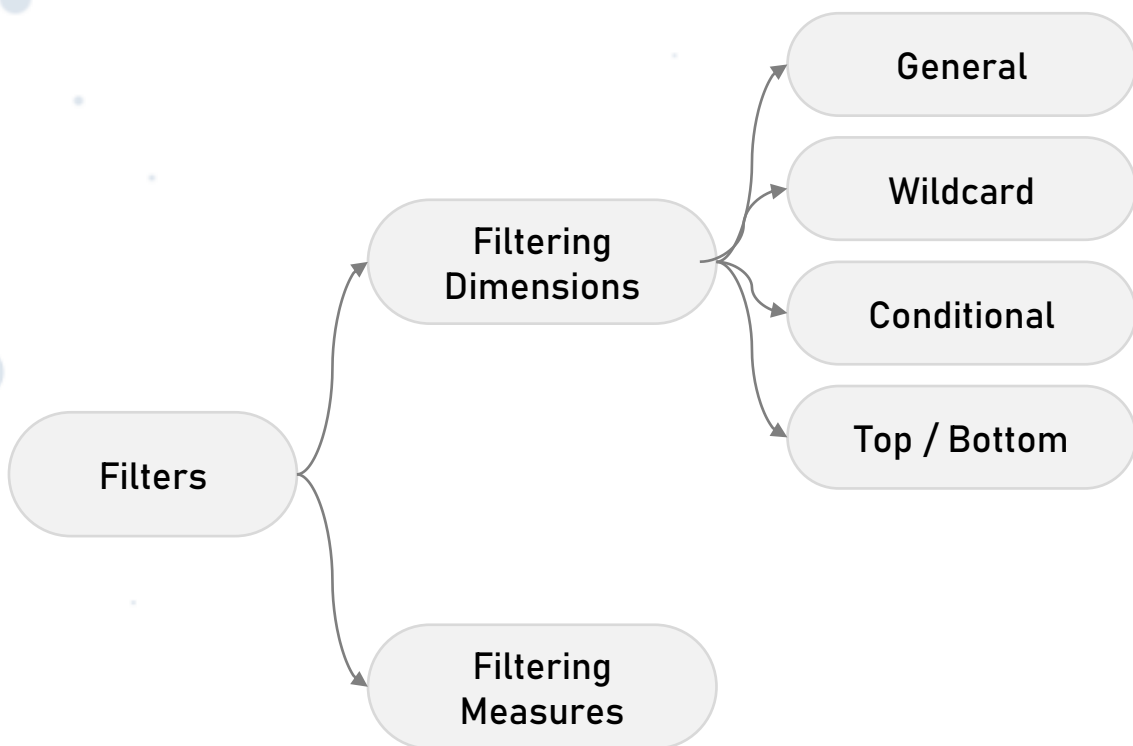 General
Wildcard
Filtering
Dimensions
Conditional
Top / Bottom
Filters
Filtering
Measures